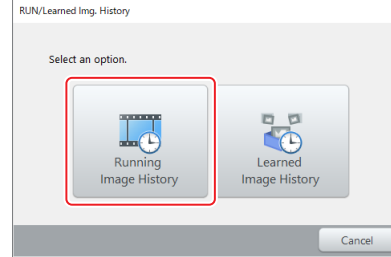 RUN/Learned Img. History
Select an option.
Running
Image History
Learned
Image History
Cancel